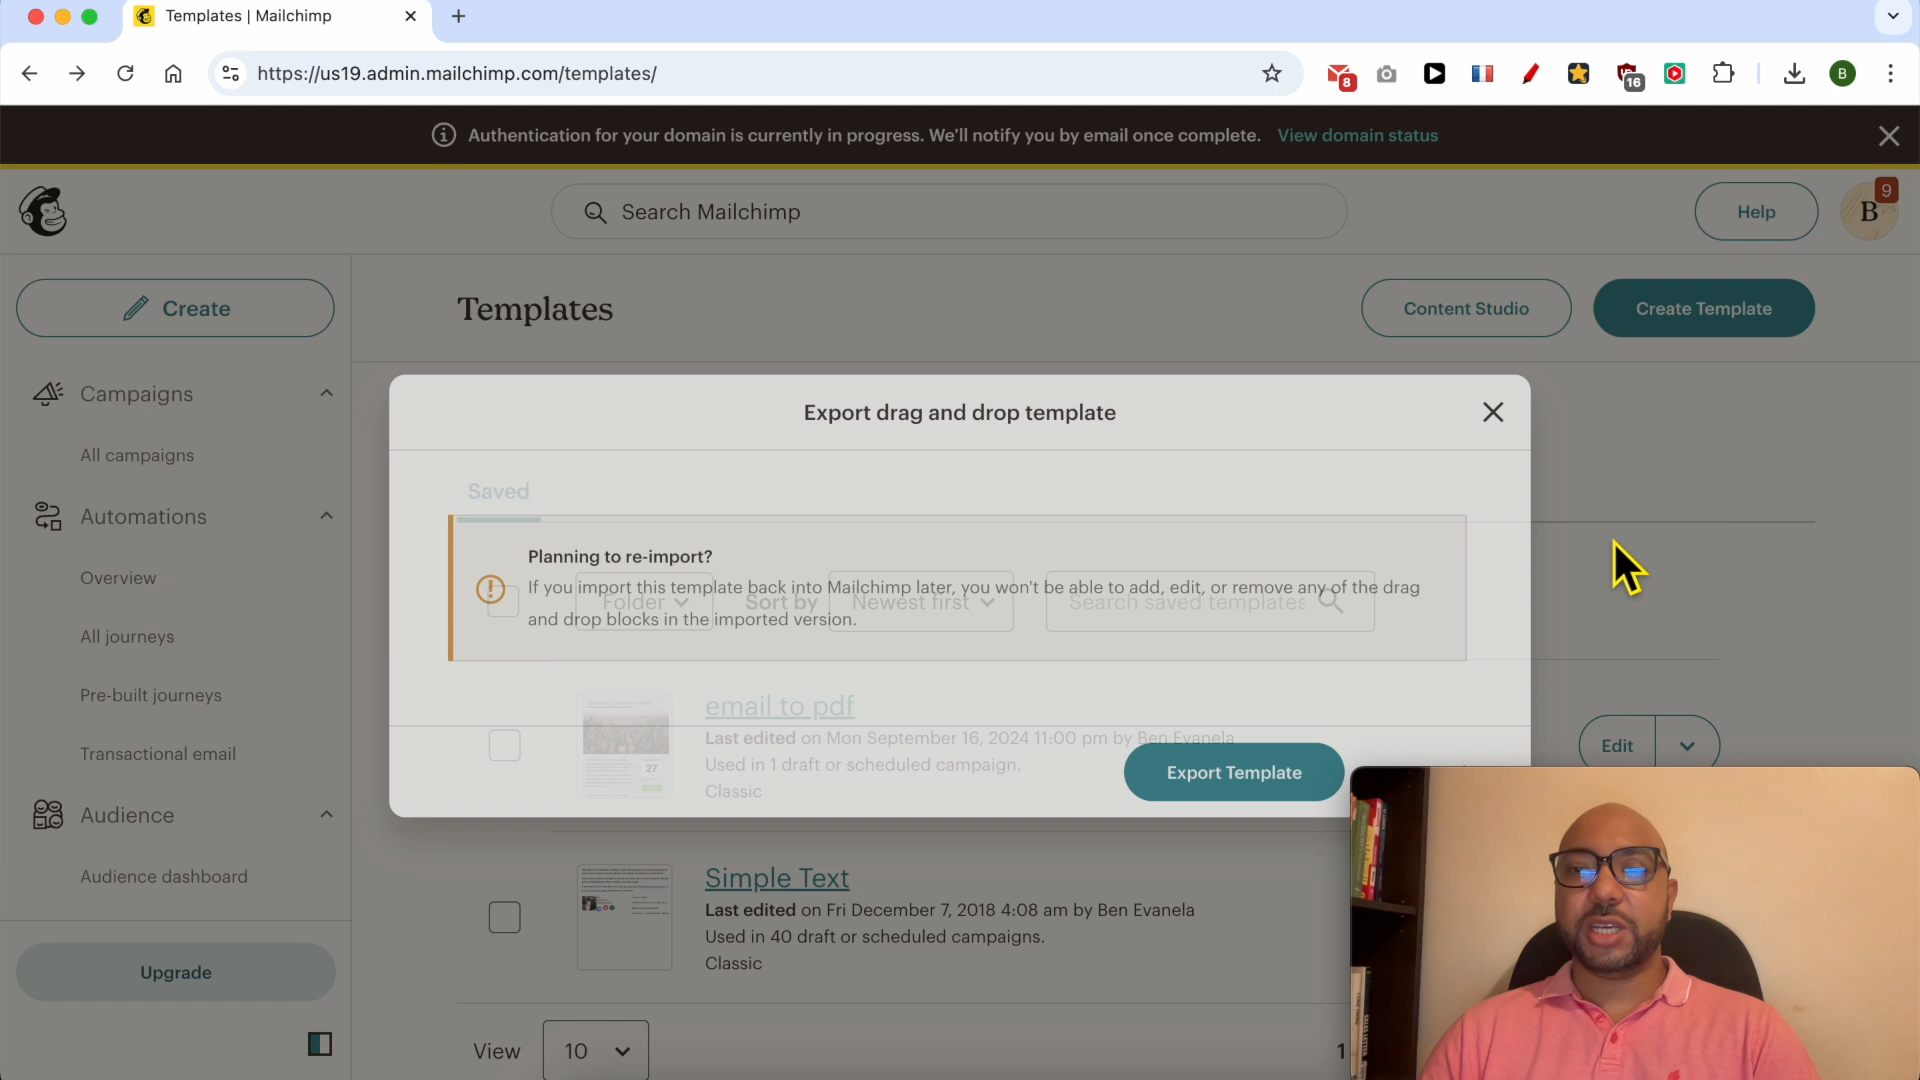 Templates | Mailchimp
https://us19.admin.mailchimp.com/templates/
8
16
B
Authentication for your domain is currently in progress. We'll notify you by email once complete. View domain status
Search Mailchimp
Help
B
9
Create
Templates
Content Studio
Create Template
Campaigns
All campaigns
Automations
Overview
All journeys
Pre-built journeys
Transactional email
Audience
Audience dashboard
Upgrade
Export drag and drop template
Saved
Planning to re-import?
If you import this template back into Mailchimp later, you won't be able to add, edit, or remove any of the drag
and drop blocks in the imported version.
Folder
Sort by
Newest first
Search saved templates
email to pdf
Last edited on Mon September 16, 2024 11:00 pm by Ben Evanela
Used in 1 draft or scheduled campaign.
Classic
27
Edit
Export Template
Simple Text
Last edited on Fri December 7, 2018 4:08 am by Ben Evanela
Used in 40 draft or scheduled campaigns.
Classic
View
10
1